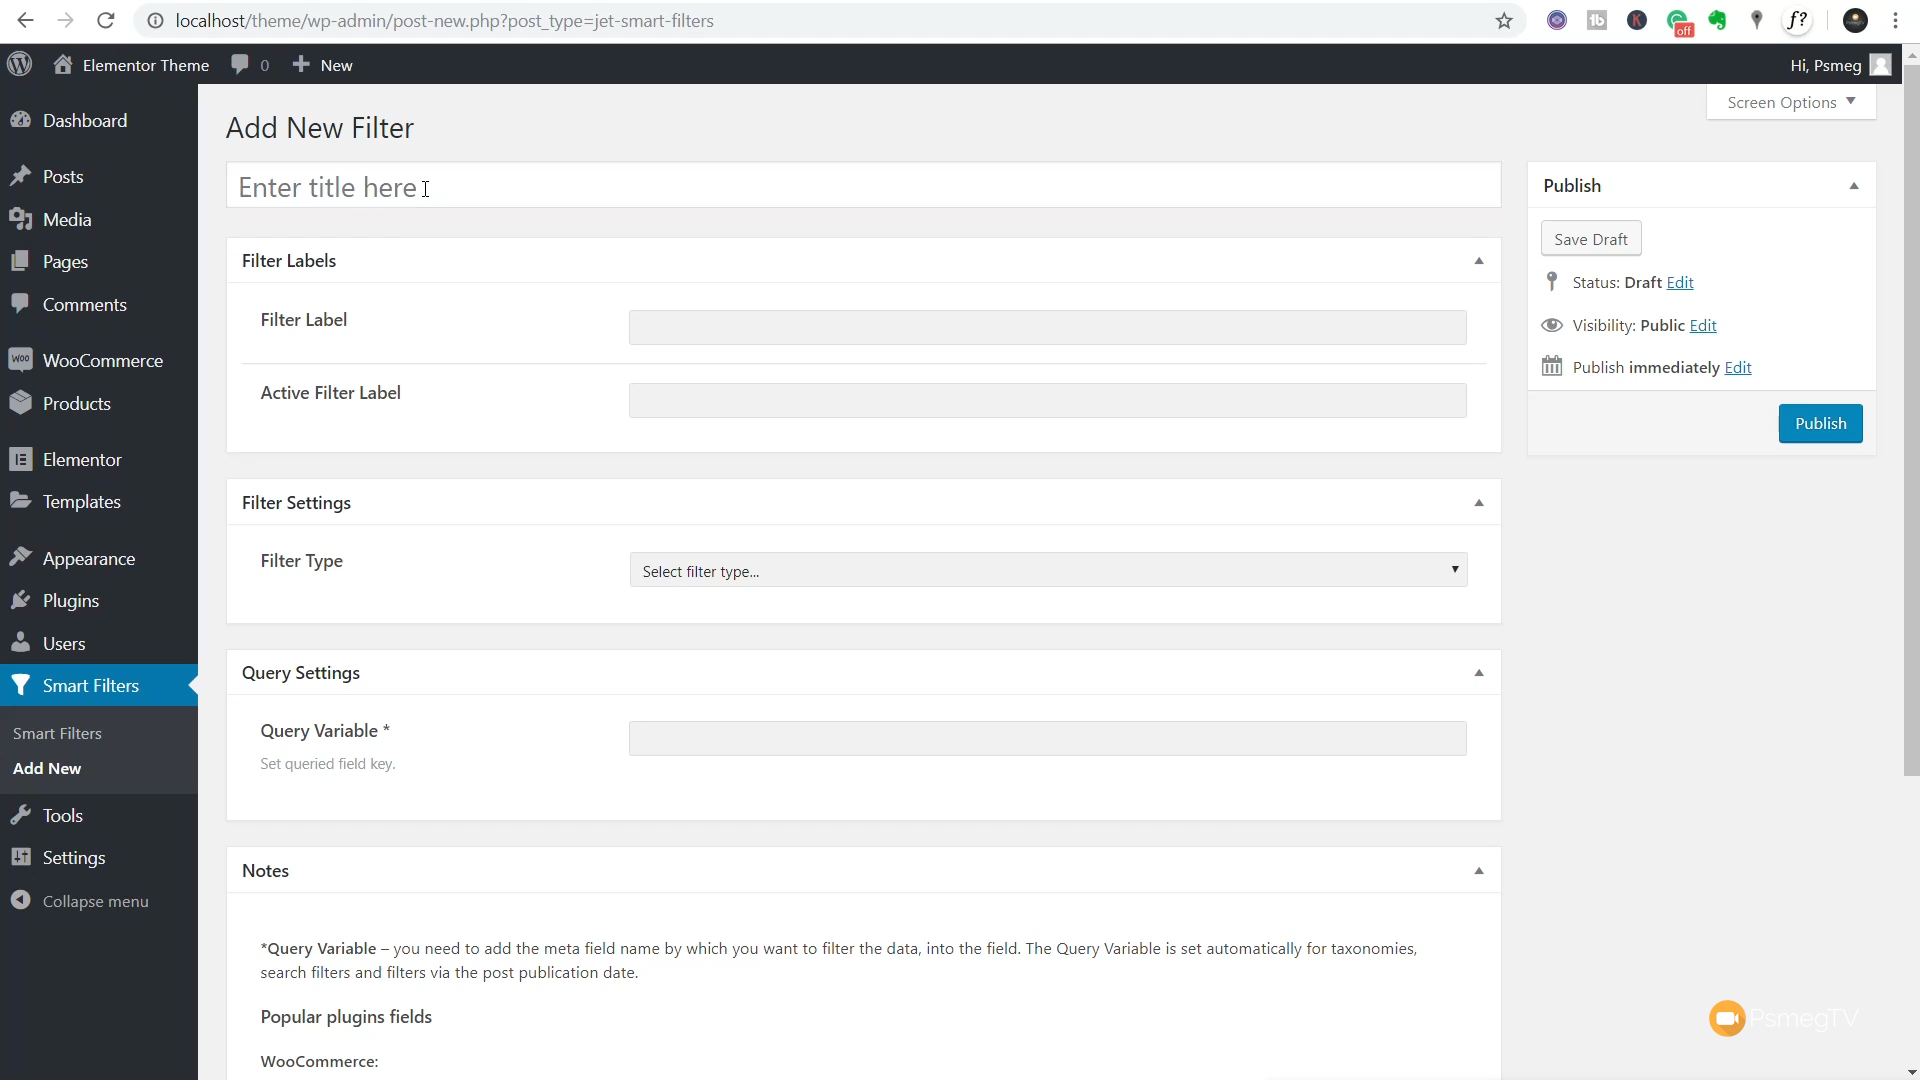 localhost/theme/wp-admin/post-new.php?post_type=jet-smart-filters
off
f?
Elementor Theme
0
New
Hi, Psmeg
Screen Options
Dashboard
Posts
Media
Pages
Comments
WooCommerce
Products
Elementor
Templates
Appearance
Plugins
Users
Smart Filters
Smart Filters
Add New
Tools
Settings
Collapse menu
Add New Filter
Enter title here
Filter Labels
Filter Label
Active Filter Label
Filter Settings
Filter Type
Select filter type...
Query Settings
Query Variable *
Set queried field key.
Notes
*Query Variable – you need to add the meta field name by which you want to filter the data, into the field. The Query Variable is set automatically for taxonomies,
search filters and filters via the post publication date.
Popular plugins fields
WooCommerce:
Publish
Save Draft
Status: Draft Edit
Visibility: Public Edit
Publish immediately Edit
Publish
PsmegTV